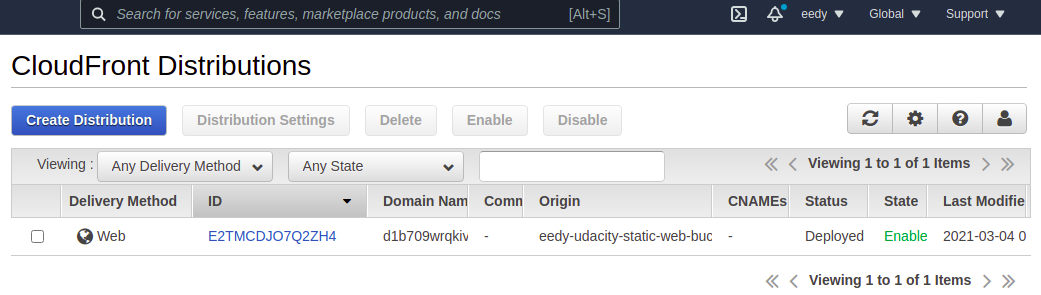 Search for services, features, marketplace products, and docs [Alt+S] eedy Global Support
CloudFront Distributions
Create Distribution Distribution Settings Delete Enable Disable
Viewing : Any Delivery Method Any State Viewing 1 to 1 of 1 Items
Delivery Method ID Domain Nam Comm Origin CNAMEs Status State Last Modifie
Web E2TMCDJO7Q2ZH4 d1b709wrqkiv - eedy-udacity-static-web-buc - Deployed Enable 2021-03-04 0
Viewing 1 to 1 of 1 Items